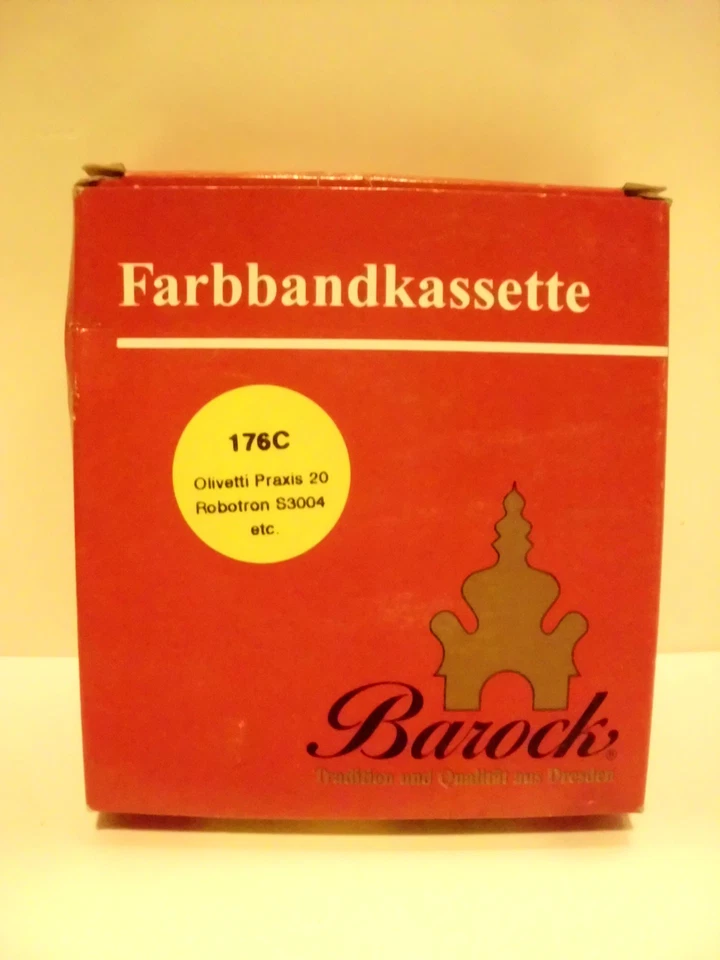 Farbbandkassette
176C
Olivetti Praxis 20
Robotron S3004
etc.
Barock®
Tradition und Qualität aus Dresden